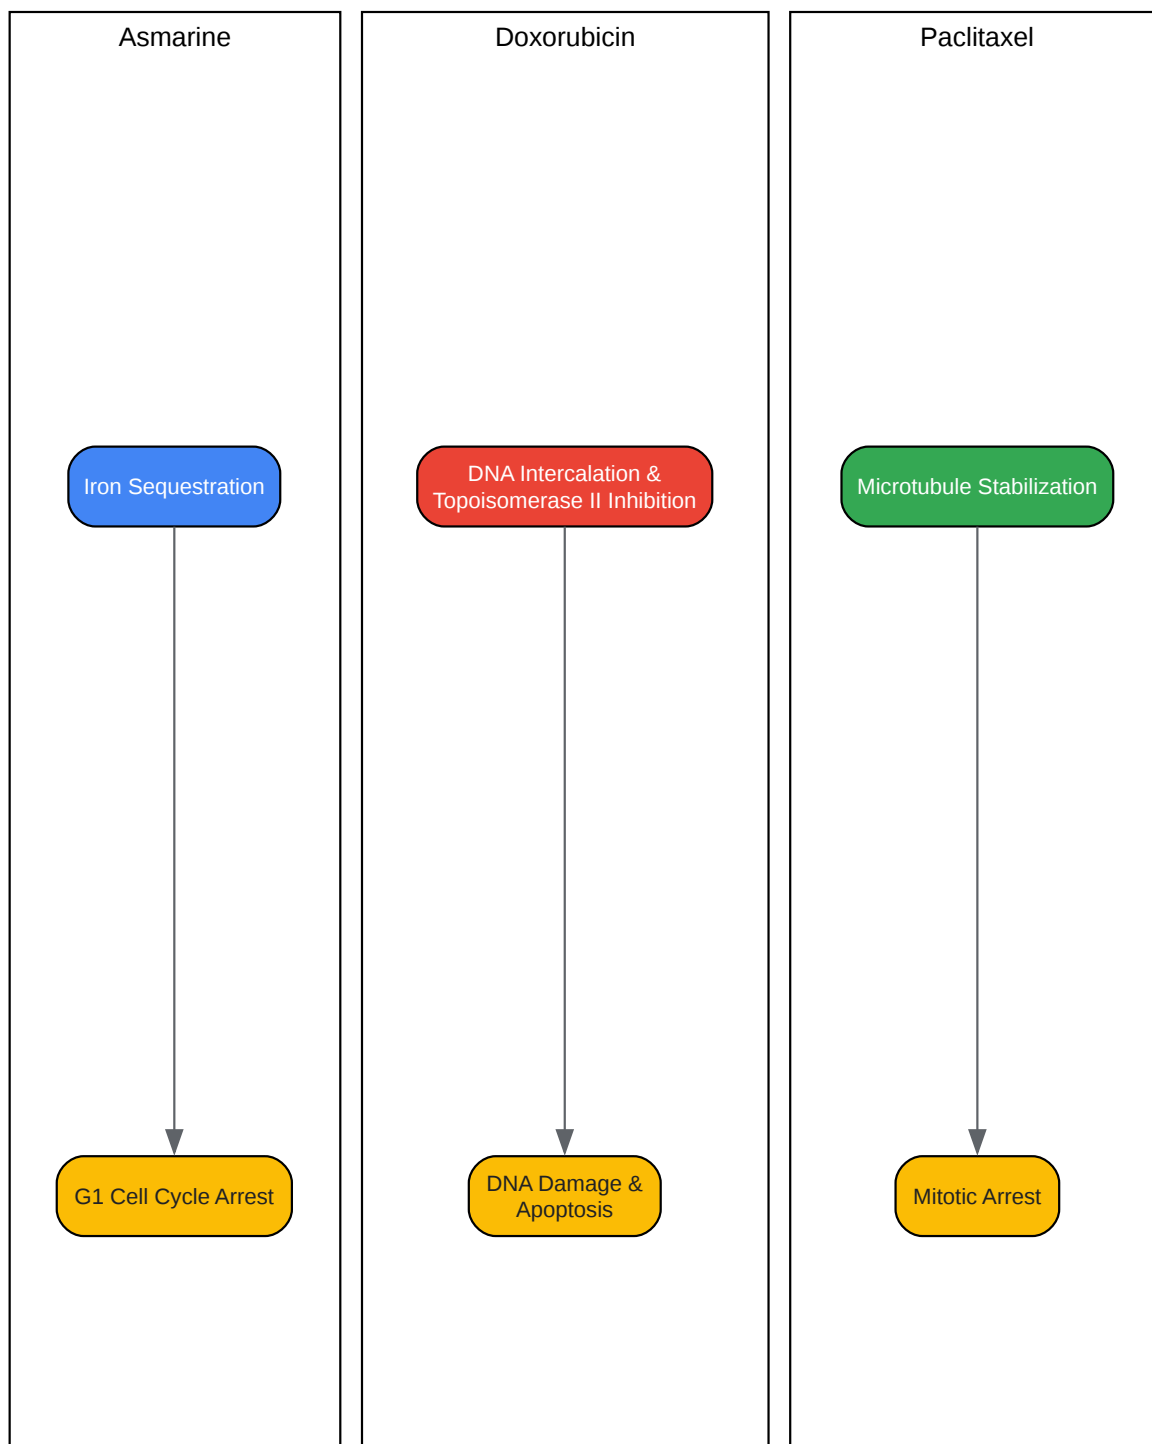 Asmarine
Doxorubicin
Paclitaxel
Iron Sequestration
DNA Intercalation &
Topoisomerase II Inhibition
Microtubule Stabilization
G1 Cell Cycle Arrest
DNA Damage &
Apoptosis
Mitotic Arrest